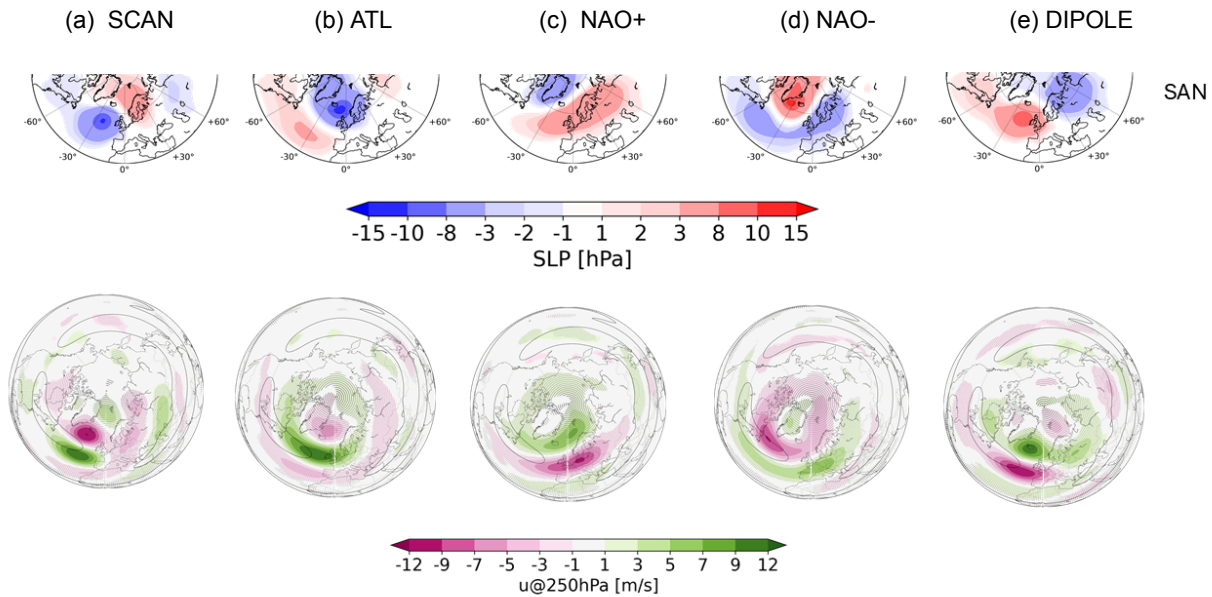 (a) SCAN (b) ATL (c) NAO+ (d) NAO- (e) DIPOLE
SAN
-60° -30° 0° +30° +60° -60° -30° 0° +30° +60° -60° -30° 0° +30° +60° -60° -30° 0° +30° +60° -60° -30° 0° +30° +60°
-15 -10 -8 -3 -2 -1 1 2 3 8 10 15
SLP [hPa]
-12 -9 -7 -5 -3 -1 1 3 5 7 9 12
u@250hPa [m/s]